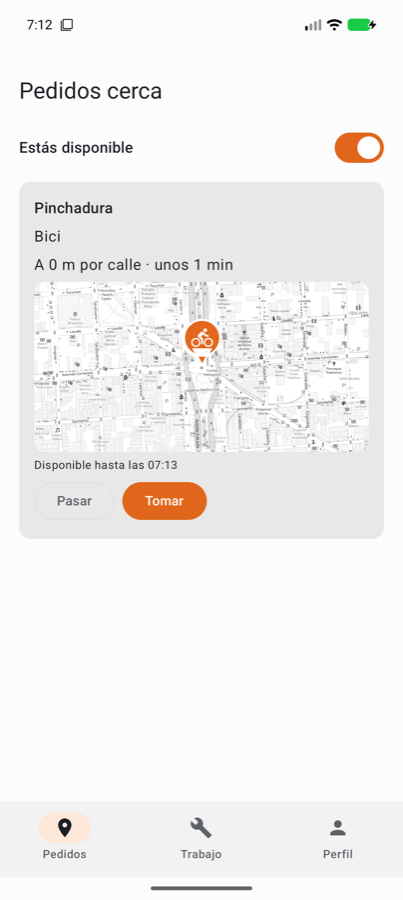 7:12
Pedidos cerca
Estás disponible
Pinchadura
Bici
A 0 m por calle · unos 1 min
Disponible hasta las 07:13
Pasar
Tomar
Pedidos
Trabajo
Perfil